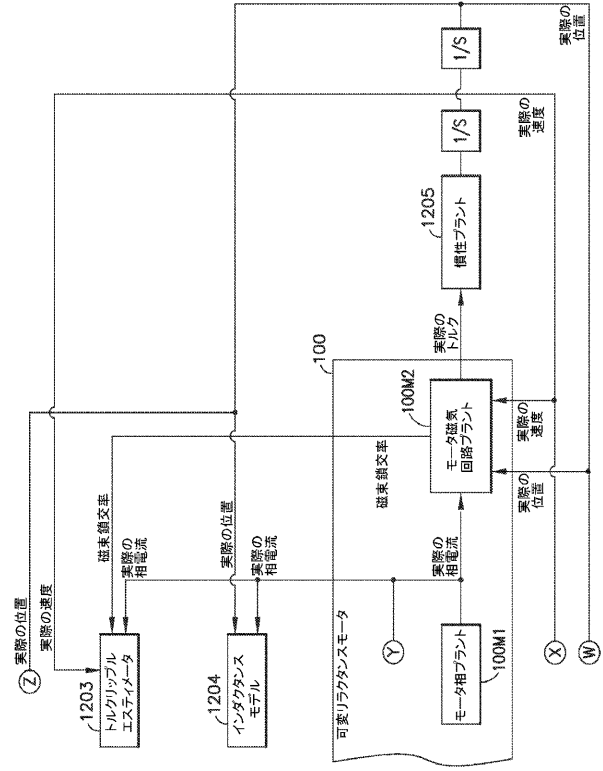 Z
実際の位置
実際の速度
1203
トルクリップル
エスティメータ
磁束鎖交率
実際の
相電流
1204
インダクタンス
モデル
実際の位置
実際の
相電流
可変リラクタンスモータ
100
Y
モータ相プラント
100M1
実際の
相電流
磁束鎖交率
100M2
モータ磁気
回路プラント
実際の
位置
実際の
速度
実際の
トルク
1205
慣性プラント
1/S
1/S
実際の
速度
実際の
位置
X
W